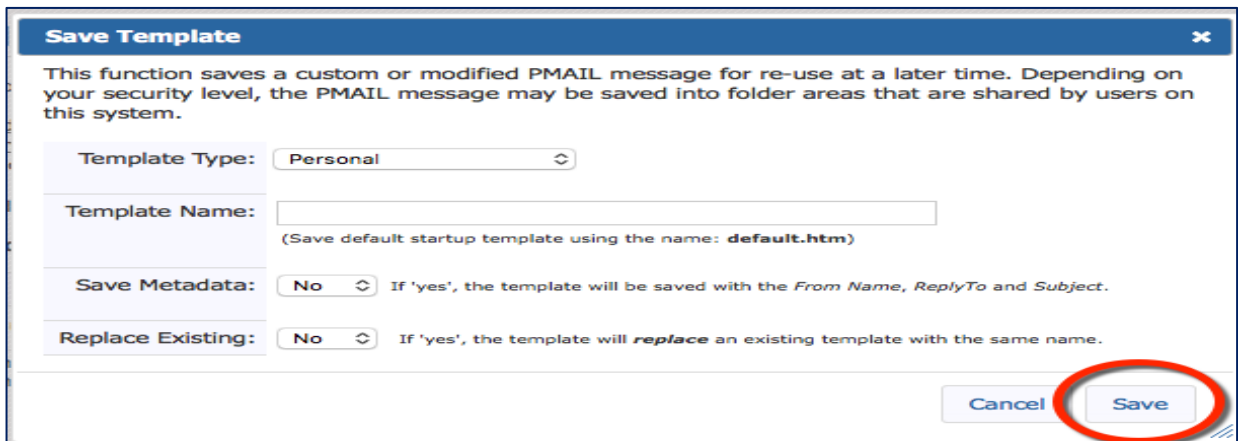 Save Template
This function saves a custom or modified PMAIL message for re-use at a later time. Depending on
your security level, the PMAIL message may be saved into folder areas that are shared by users on
this system.
Template Type: Personal
Template Name:
(Save default startup template using the name: default.htm)
Save Metadata: No If 'yes', the template will be saved with the From Name, ReplyTo and Subject.
Replace Existing: No If 'yes', the template will replace an existing template with the same name.
Cancel Save